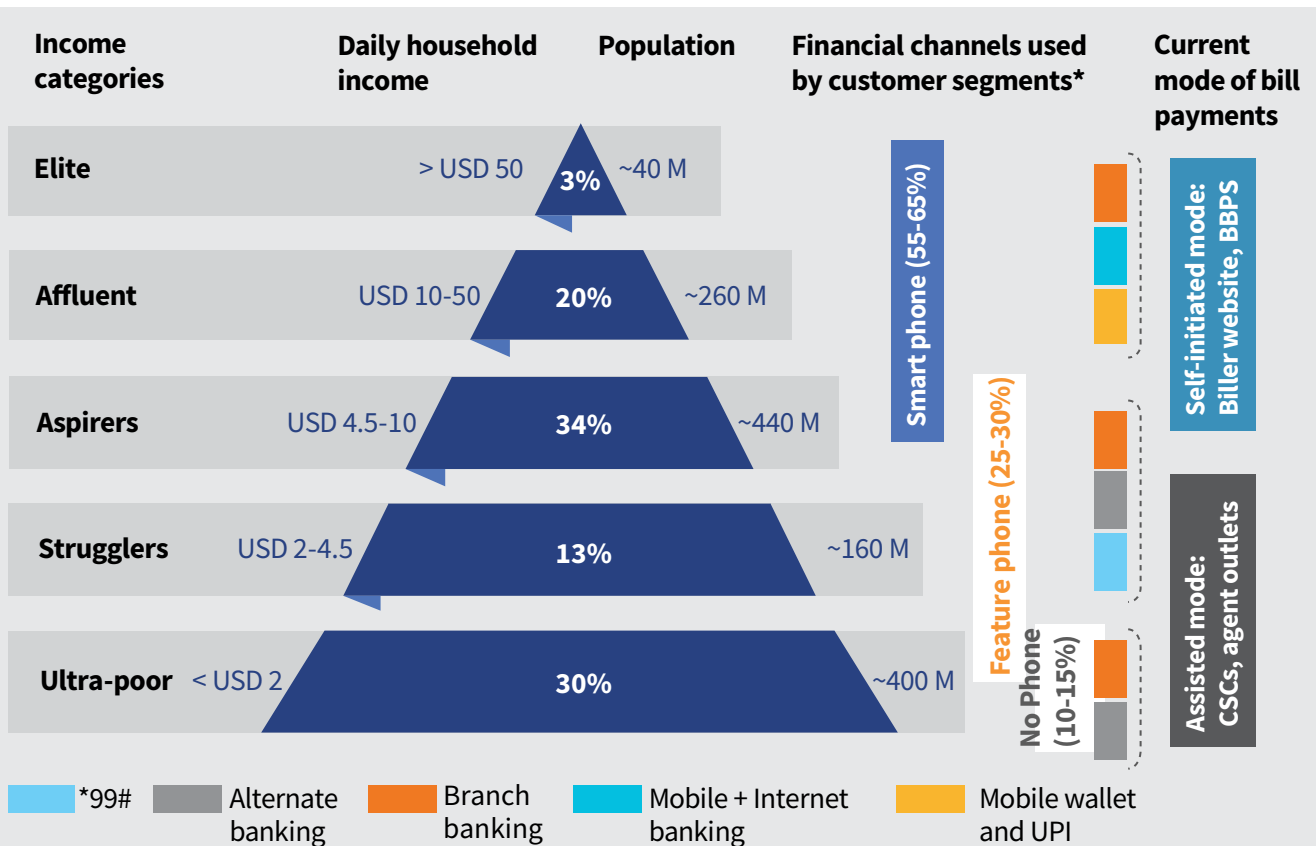 Income
categories
Daily household
income
Population
Financial channels used
by customer segments*
Current
mode of bill
payments
Elite
> USD 50
3%
~40 M
Affluent
USD 10-50
20%
~260 M
Aspirers
USD 4.5-10
34%
~440 M
Strugglers
USD 2-4.5
13%
~160 M
Ultra-poor
< USD 2
30%
~400 M
Smart phone (55-65%)
Feature phone (25-30%)
No Phone
(10-15%)
Self-initiated mode:
Biller website, BBPS
Assisted mode:
CSCs, agent outlets
*99#
Alternate
banking
Branch
banking
Mobile + Internet
banking
Mobile wallet
and UPI